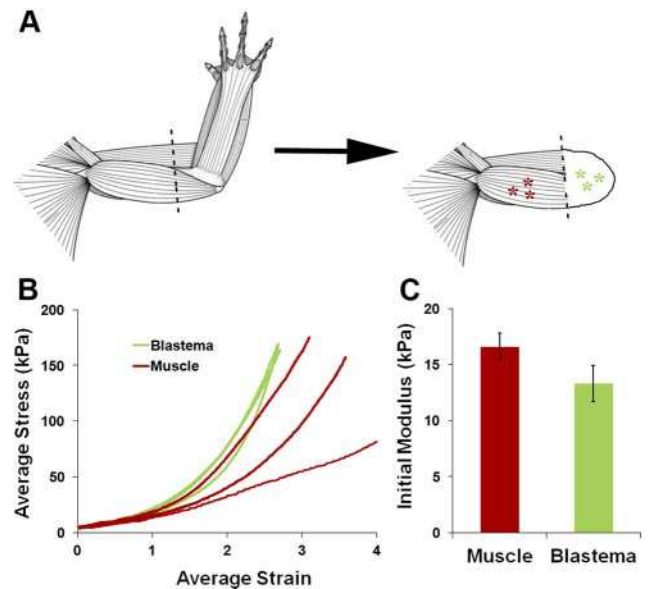 A
B
200
150
100
50
0
Average Stress (kPa)
Blastema
Muscle
0 1 2 3 4
Average Strain
C
20
15
10
5
0
Initial Modulus (kPa)
Muscle Blastema